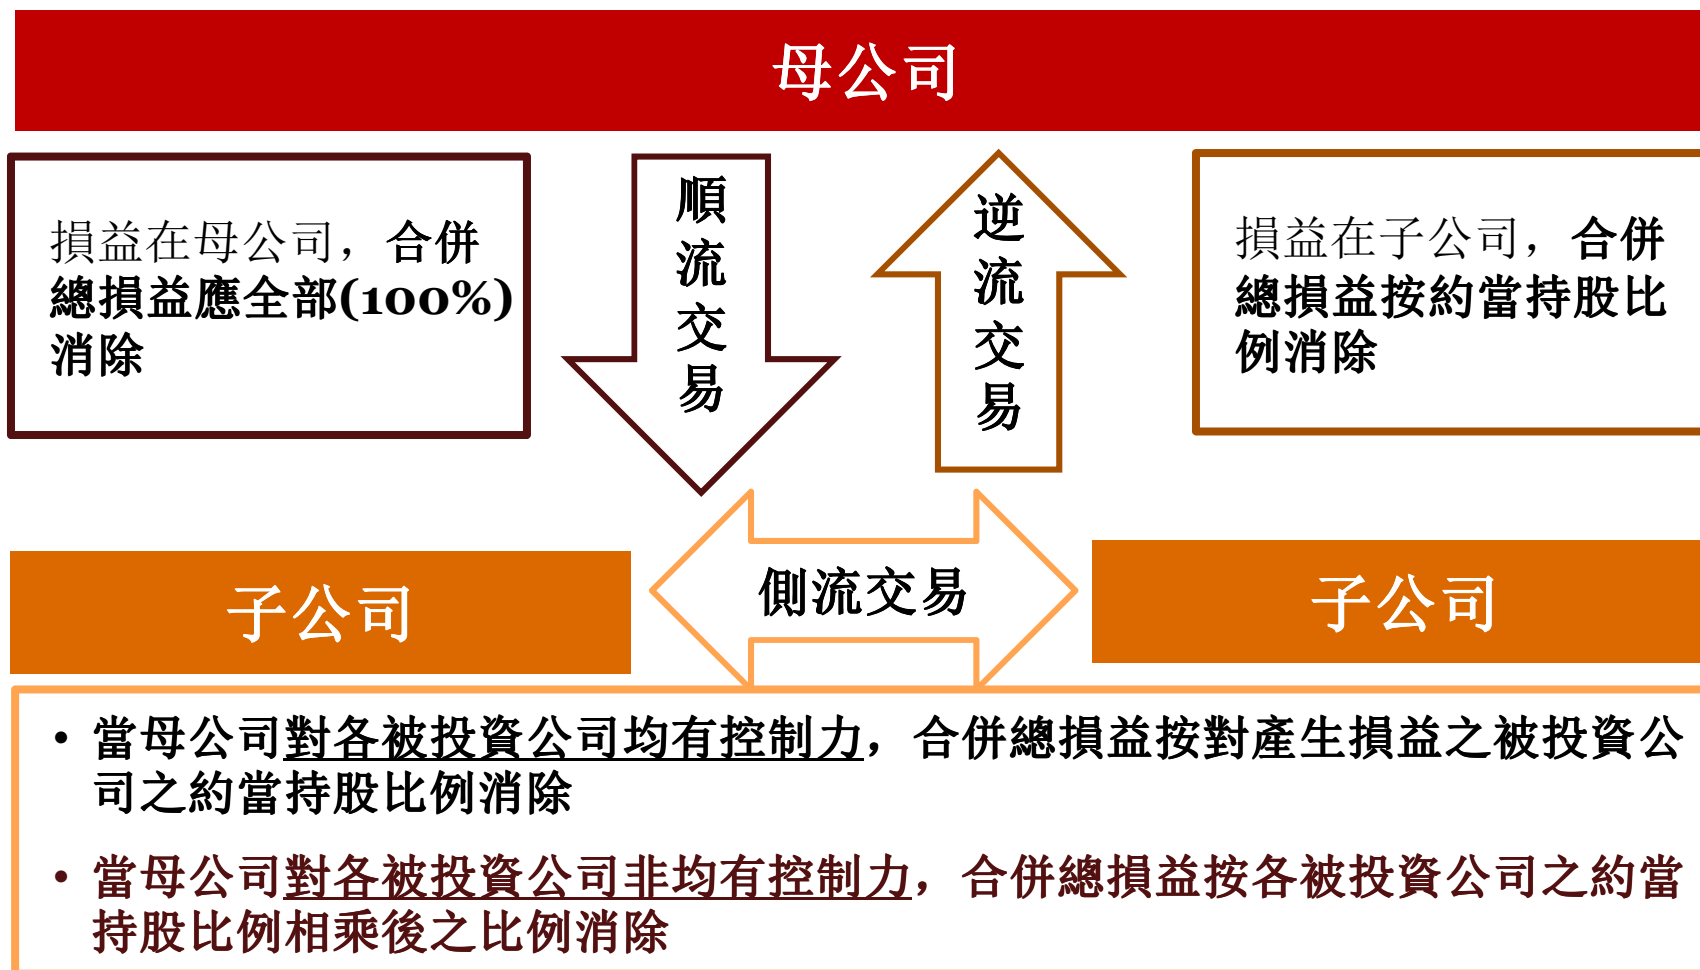 母公司
損益在母公司，合併
總損益應全部(100%)
消除
順
流
交
易
逆
流
交
易
損益在子公司，合併
總損益按約當持股比
例消除
子公司
側流交易
子公司
• 當母公司對各被投資公司均有控制力，合併總損益按對產生損益之被投資公
司之約當持股比例消除
• 當母公司對各被投資公司非均有控制力，合併總損益按各被投資公司之約當
持股比例相乘後之比例消除